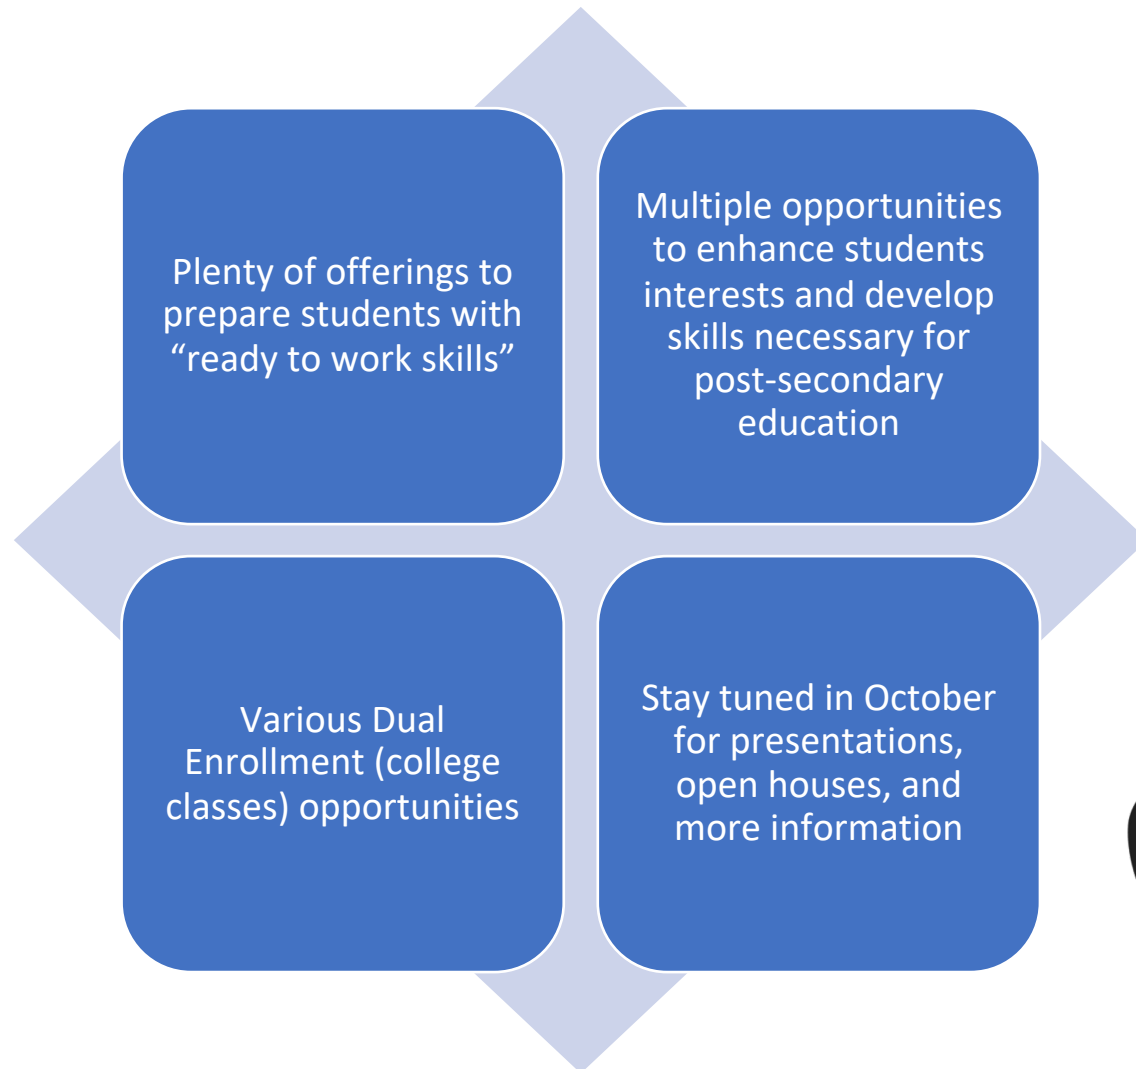 Plenty of offerings to
prepare students with
“ready to work skills”
Multiple opportunities
to enhance students
interests and develop
skills necessary for
post-secondary
education
Various Dual
Enrollment (college
classes) opportunities
Stay tuned in October
for presentations,
open houses, and
more information